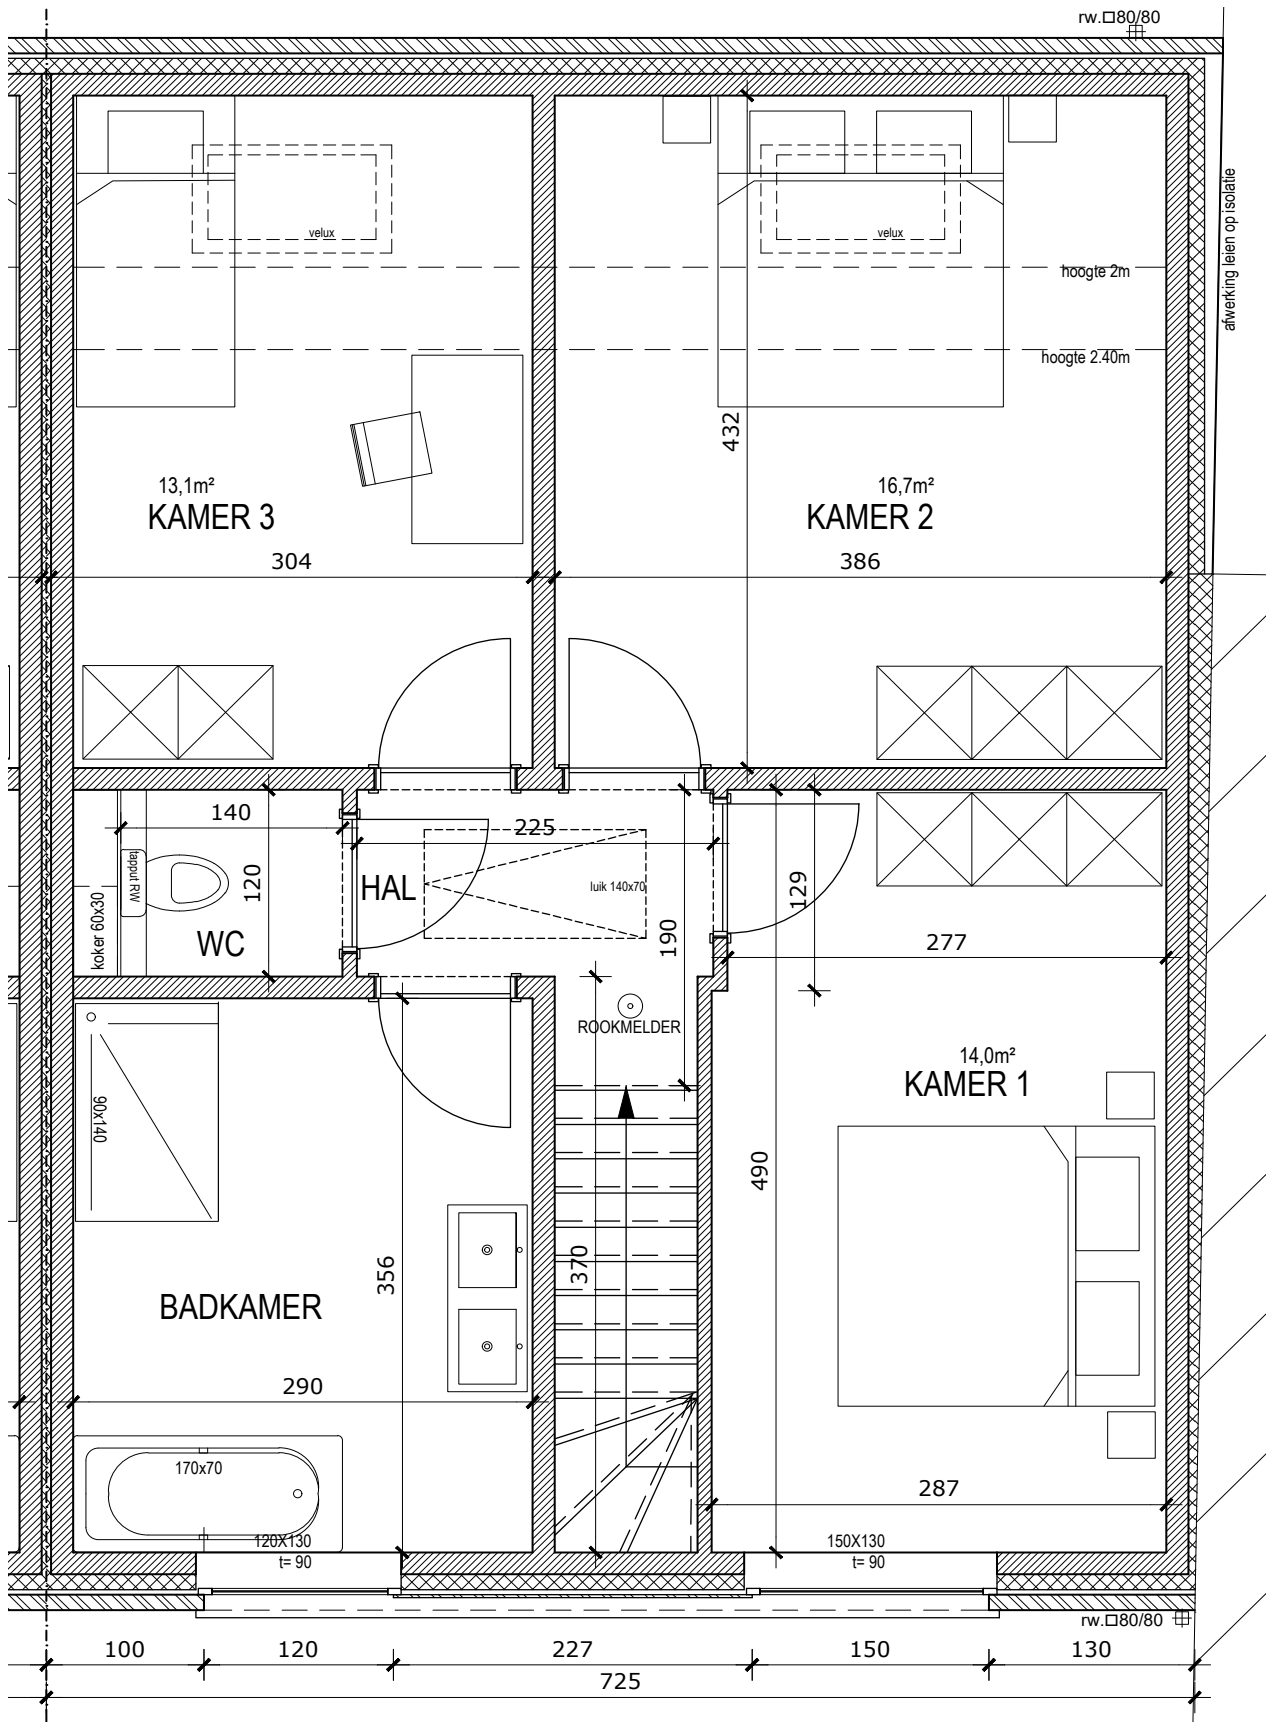 rw.□80/80
afwerking leien op isolatie
velux
velux
hoogte 2m
hoogte 2.40m
432
13,1m²
KAMER 3
16,7m²
KAMER 2
304
386
140
225
120
HAL
luik 140x70
129
tapput RW
koker 60x30
WC
190
277
ROOKMELDER
14,0m²
KAMER 1
90x140
490
356
370
BADKAMER
290
287
170x70
120X130
t= 90
150X130
t= 90
rw.□80/80
100
120
227
150
130
725